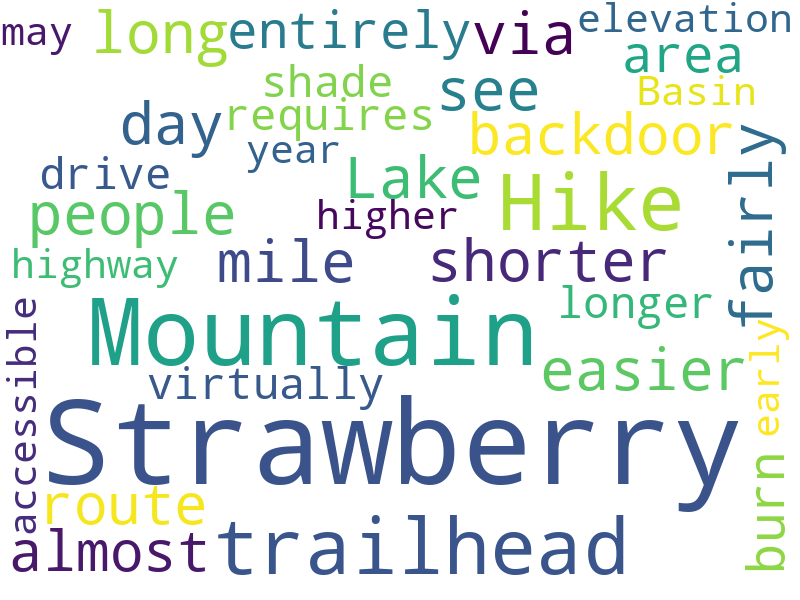 may
long
entirely
via
elevation
area
shade
see
Basin
day
requires
backdoor
year
drive
Lake
Hike
fairly
people
higher
highway
mile
shorter
longer
Mountain
easier
early
accessible
virtually
Strawberry
burn
route
almost
trailhead